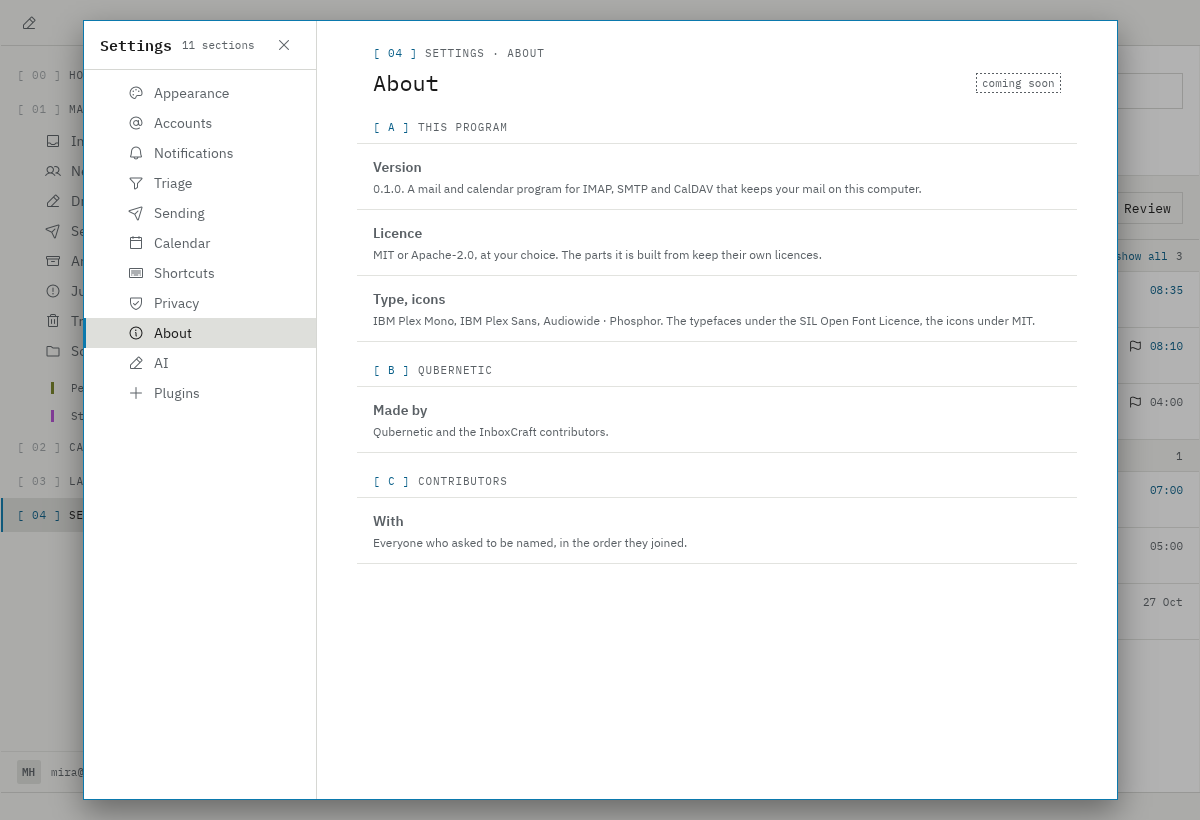 Settings 11 sections
Appearance
Accounts
Notifications
Triage
Sending
Calendar
Shortcuts
Privacy
About
AI
Plugins
[ 04 ] SETTINGS · ABOUT
About
coming soon
[ A ] THIS PROGRAM
Version
0.1.0. A mail and calendar program for IMAP, SMTP and CalDAV that keeps your mail on this computer.
Licence
MIT or Apache-2.0, at your choice. The parts it is built from keep their own licences.
Type, icons
IBM Plex Mono, IBM Plex Sans, Audiowide · Phosphor. The typefaces under the SIL Open Font Licence, the icons under MIT.
[ B ] QUBERNETIC
Made by
Qubernetic and the InboxCraft contributors.
[ C ] CONTRIBUTORS
With
Everyone who asked to be named, in the order they joined.
[ 00 ]
[ 01 ]
[ 02 ]
[ 03 ]
[ 04 ]
MH mira@
Review
show all 3
08:35
08:10
04:00
1
07:00
05:00
27 Oct